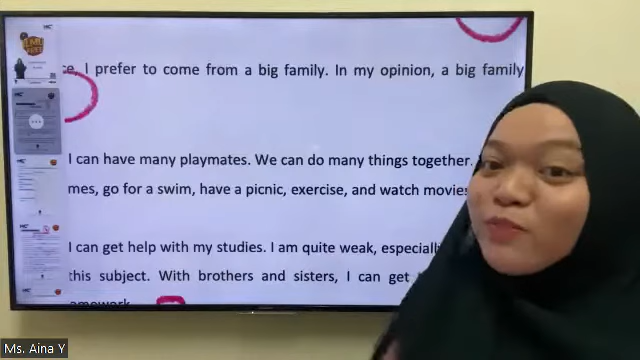 I prefer to come from a big family. In my opinion, a big family
I can have many playmates. We can do many things together.
mes, go for a swim, have a picnic, exercise, and watch movies
I can get help with my studies. I am quite weak, especiall
this subject. With brothers and sisters, I can get
Ms. Aina Y